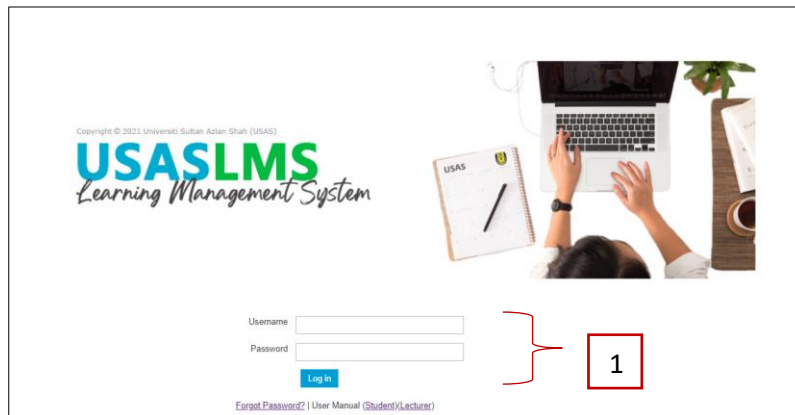 Copyright © 2021 Universiti Sultan Azlan Shah (USAS)
USASLMS
Learning Management System
USAS
Username
Password
Log in
1
Forgot Password? | User Manual (Student)(Lecturer)